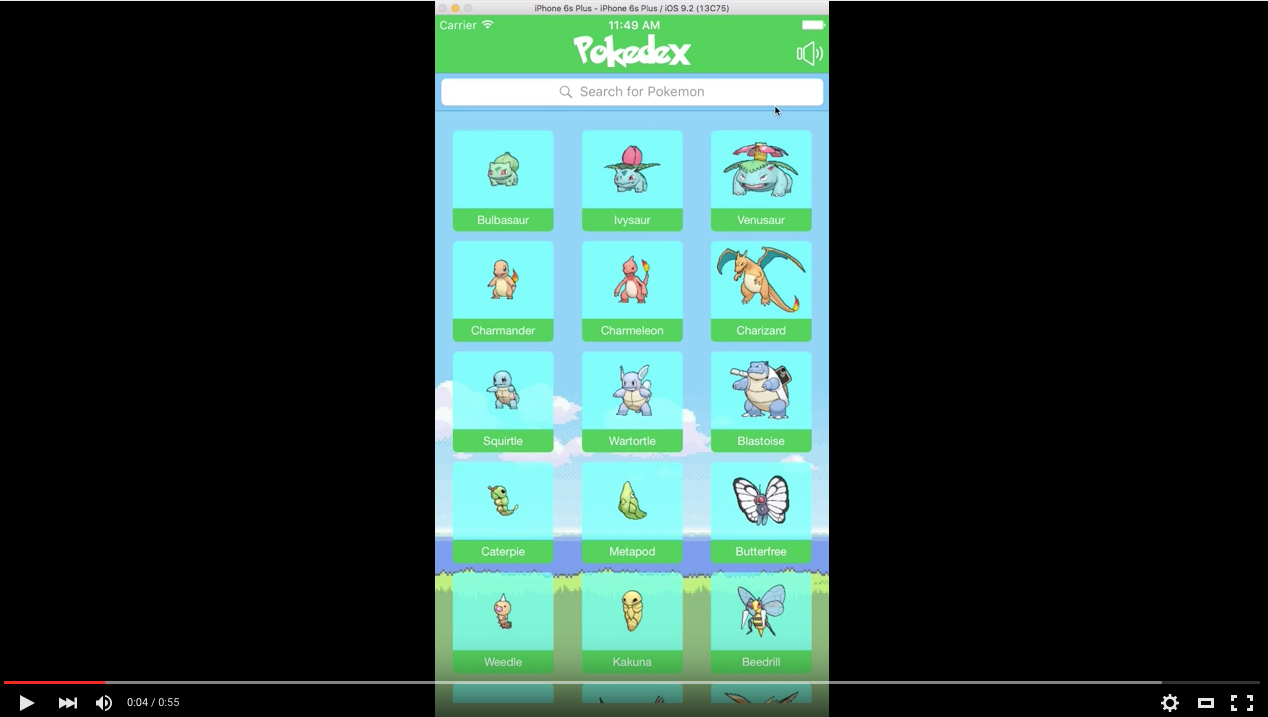 iPhone 6s Plus - iPhone 6s Plus / iOS 9.2 (13C75)
Carrier 11:49 AM
Pokedex
Search for Pokemon
Bulbasaur Ivysaur Venusaur
Charmander Charmeleon Charizard
Squirtle Wartortle Blastoise
Caterpie Metapod Butterfree
Weedle Kakuna Beedrill
0:04 / 0:55